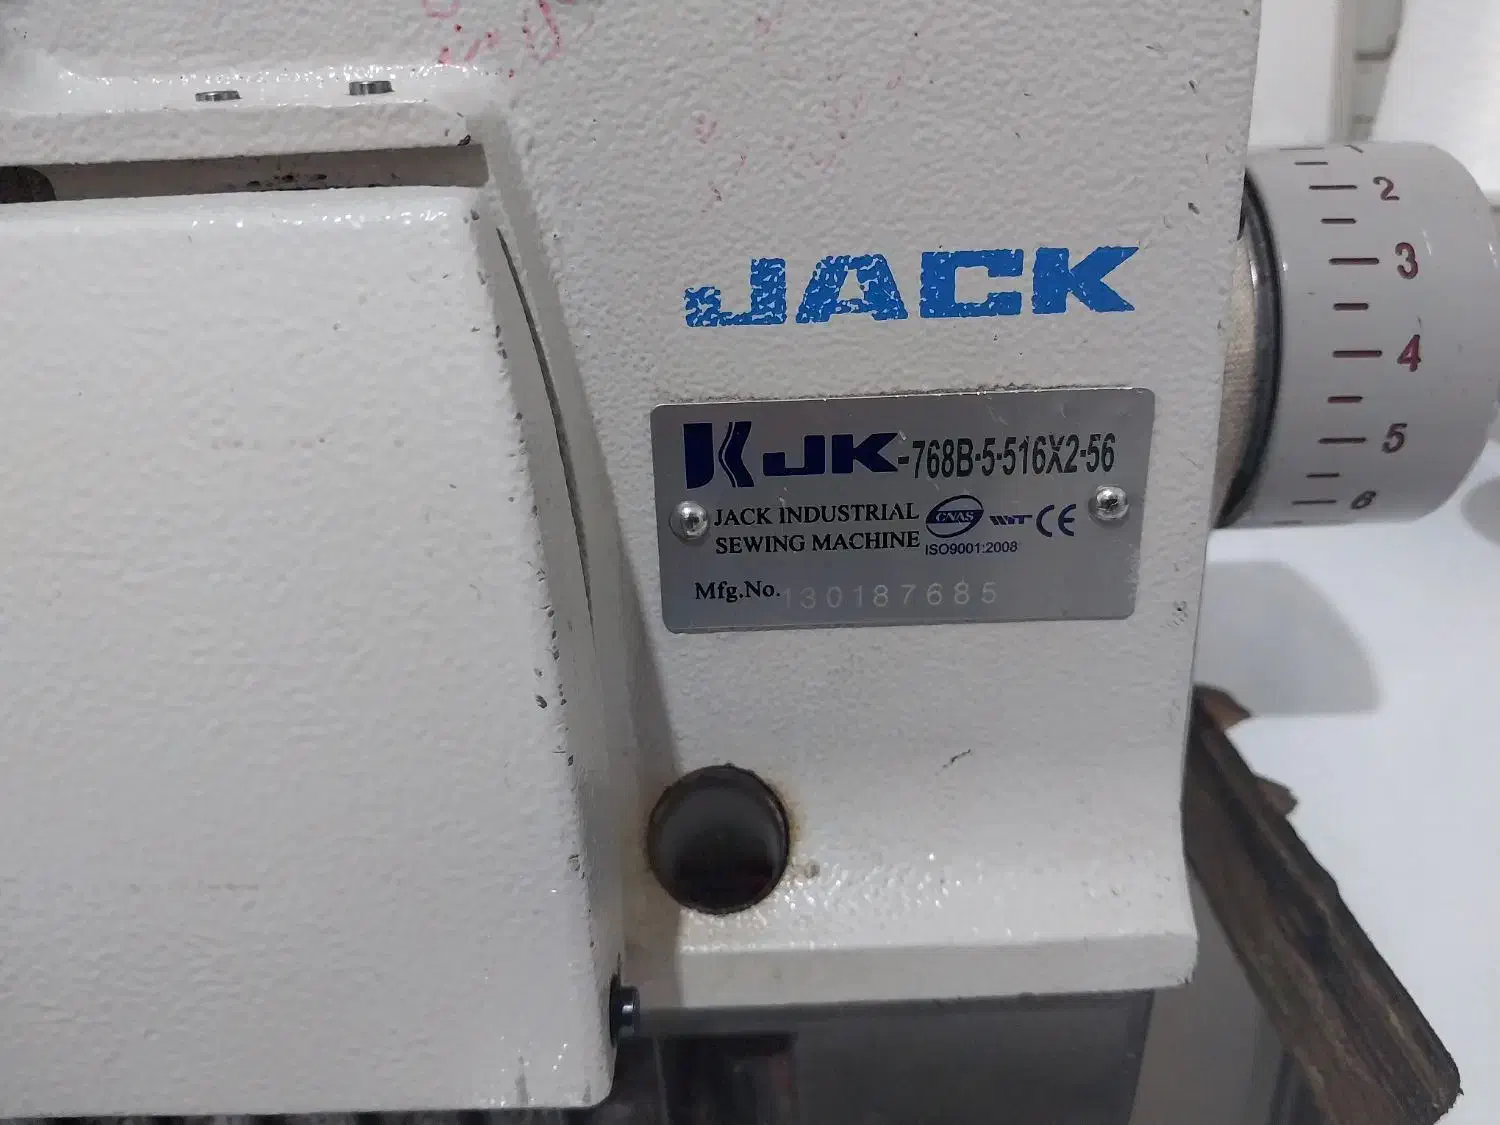 JACK
JK-768B-5-516X2-56
JACK INDUSTRIAL
SEWING MACHINE
CNAS
CE
ISO9001:2008
Mfg.No. 130187685
2
3
4
5
6